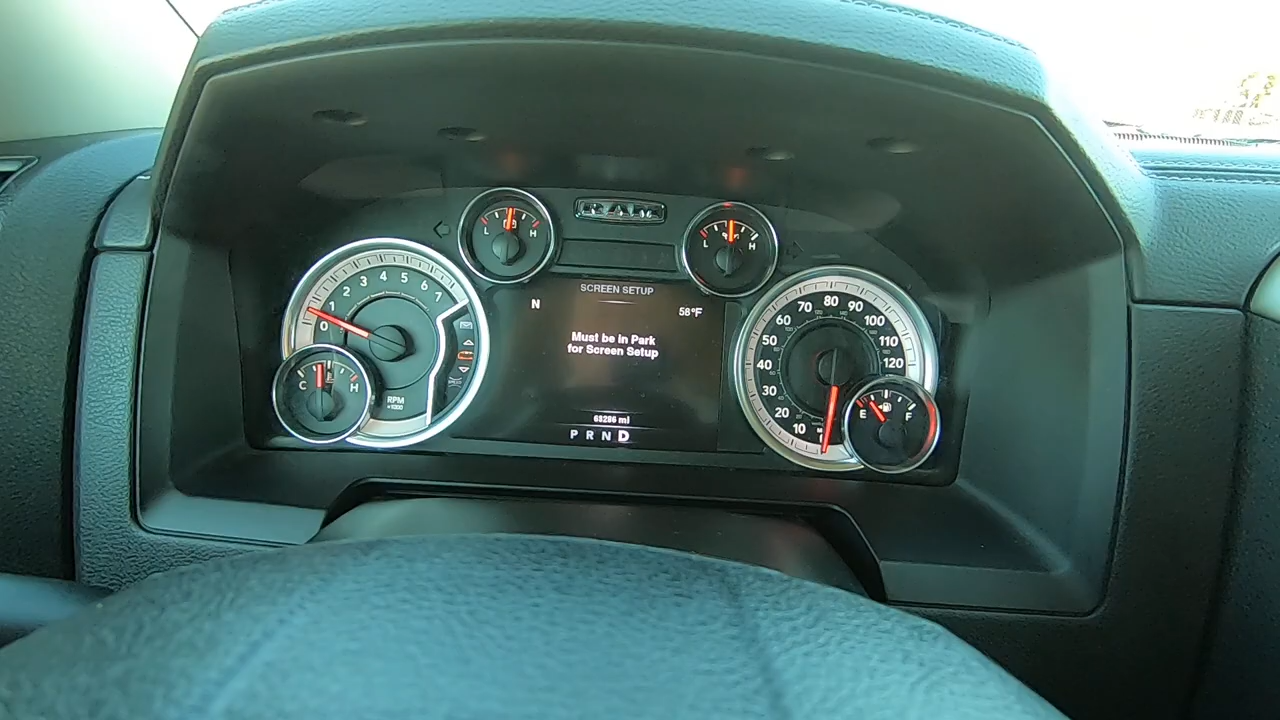 RAM
L H
L H
SCREEN SETUP
N
58°F
Must be in Park
for Screen Setup
0 1 2 3 4 5 6 7
RPM
x1000
C H
10 20 30 40 50 60 70 80 90 100 110 120
E F
63286 mi
P R N D